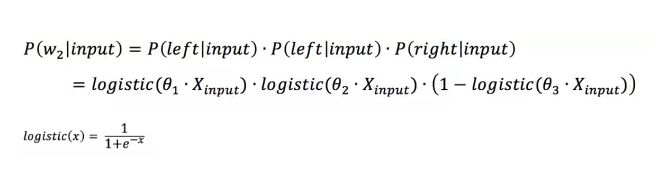 P(w₂|input) = P(left|input) · P(left|input) · P(right|input)
= logistic(θ₁ · X_input) · logistic(θ₂ · X_input) · (1 − logistic(θ₃ · X_input))
logistic(x) = 1/(1+e^{−x})